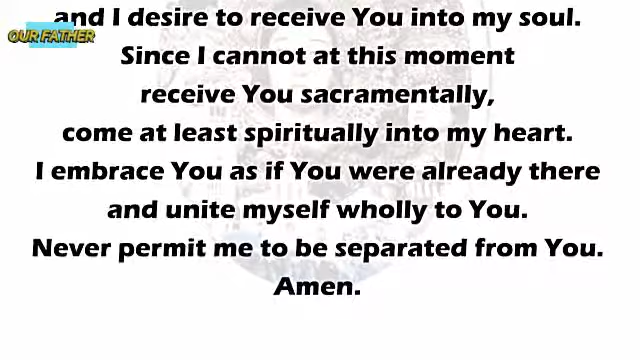 and I desire to receive You into my soul.
OUR FATHER
Since I cannot at this moment
receive You sacramentally,
come at least spiritually into my heart.
I embrace You as if You were already there
and unite myself wholly to You.
Never permit me to be separated from You.
Amen.